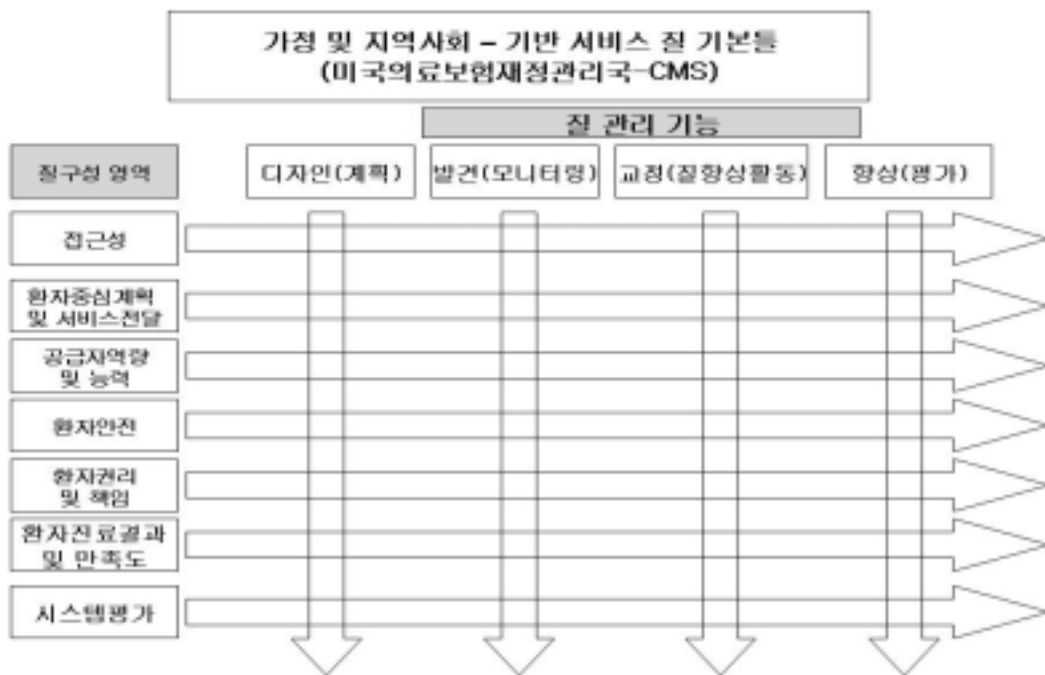 가정 및 지역사회 – 기반 서비스 질 기본틀
(미국의료보험재정관리국-CMS)
질 관리 기능
질구성 영역
디자인(계획)
발견(모니터링)
교정(질향상활동)
향상(평가)
접근성
환자중심계획
및 서비스전달
공급자역량
및 능력
환자안전
환자권리
및 책임
환자진료결과
및 만족도
시스템평가